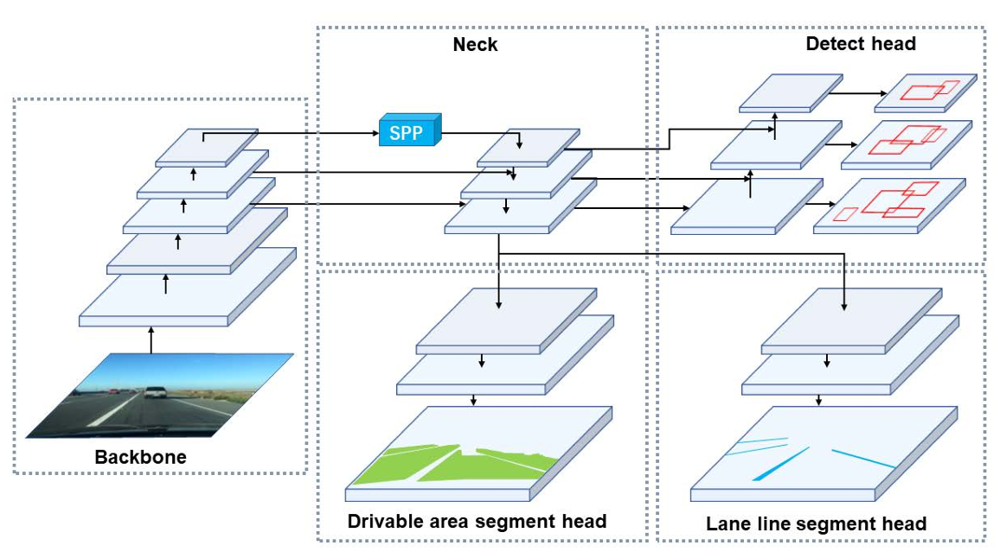 Neck
Detect head
SPP
Backbone
Drivable area segment head
Lane line segment head